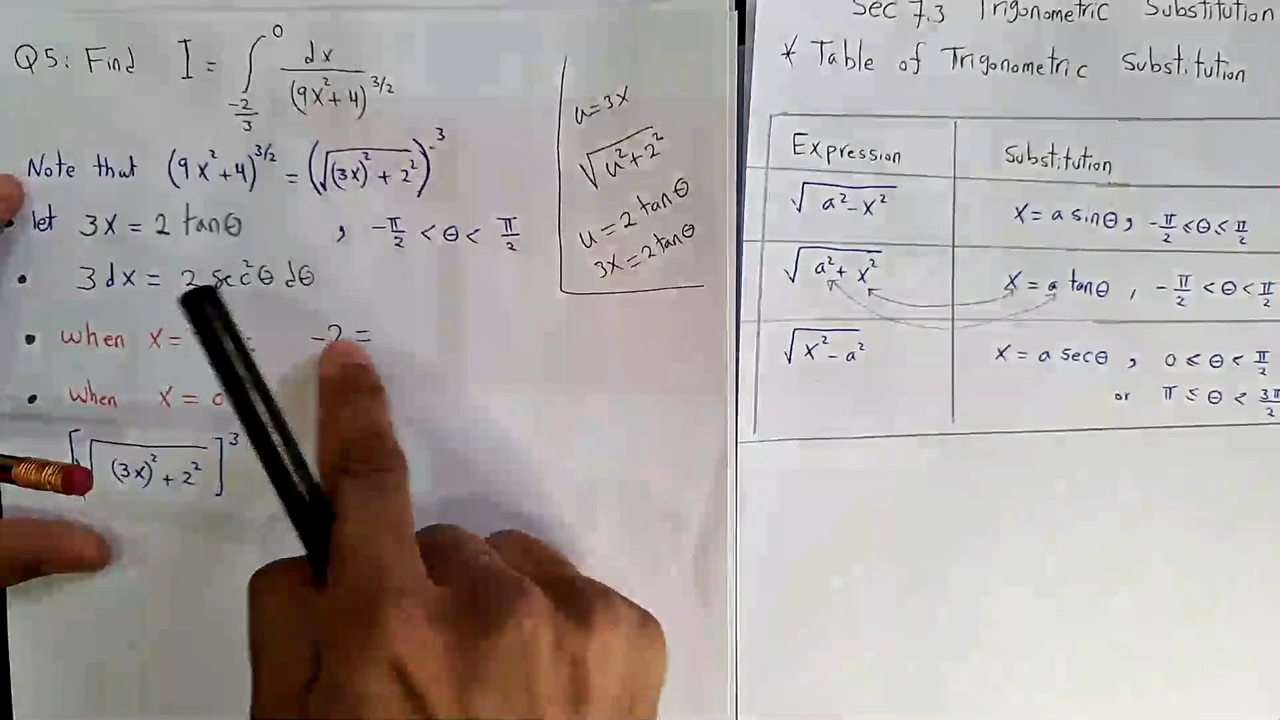 Q5: Find I = ∫_{-2/3}^{0} dx / (9x²+4)^{3/2}
Note that (9x²+4)^{3/2} = (√((3x)²+2²))^3
let 3x = 2 tanθ , -π/2 < θ < π/2
• 3dx = 2 sec²θ dθ
• when x= -2 =
• when x = 0
[√((3x)²+2²)]³
u=3x
√(u²+2²)
u=2 tanθ
3x=2tanθ
Sec 7.3 Trigonometric Substitution
* Table of Trigonometric Substitution
Expression Substitution
√(a²-x²) x=a sinθ, -π/2<θ<π/2
√(a²+x²) x=a tanθ, -π/2<θ<π/2
√(x²-a²) x=a secθ, 0<θ<π/2
or π≤θ<3π/2